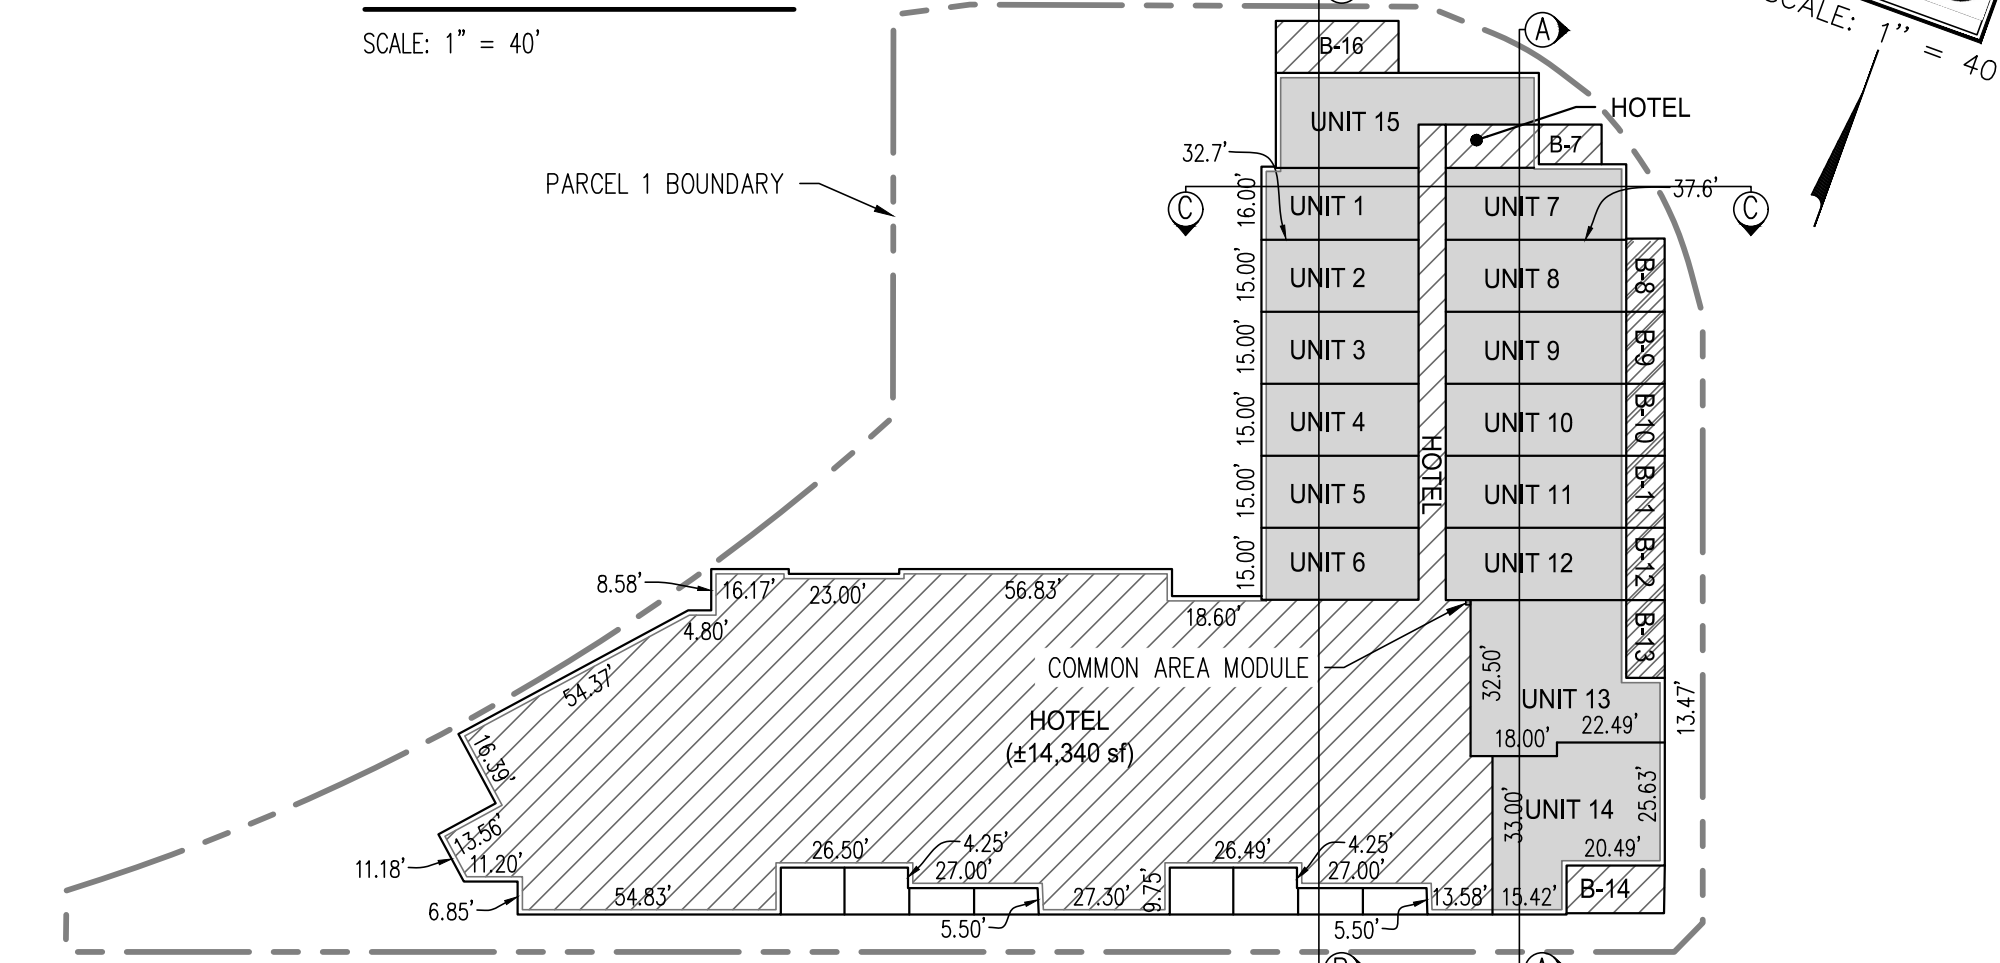 SCALE: 1" = 40'
SCALE: 1" = 40
B-16
A
HOTEL
UNIT 15
B-7
32.7'
PARCEL 1 BOUNDARY
37.6'
C
C
16.00'
UNIT 1
UNIT 7
15.00'
UNIT 2
UNIT 8
B-8
15.00'
UNIT 3
UNIT 9
B-9
15.00'
UNIT 4
UNIT 10
B-10
HOTEL
15.00'
UNIT 5
UNIT 11
B-11
15.00'
UNIT 6
UNIT 12
B-12
8.58'
16.17'
23.00'
56.83'
18.60'
4.80'
B-13
COMMON AREA MODULE
32.50'
54.37'
UNIT 13
13.47'
HOTEL
(±14,340 sf)
22.49'
18.00'
16.39'
UNIT 14
33.00'
25.63'
13.56'
26.50'
4.25'
26.49'
4.25'
20.49'
11.18'
11.20'
27.00'
27.00'
54.83'
27.30'
9.75'
13.58'
15.42'
B-14
6.85'
5.50'
5.50'
B
A